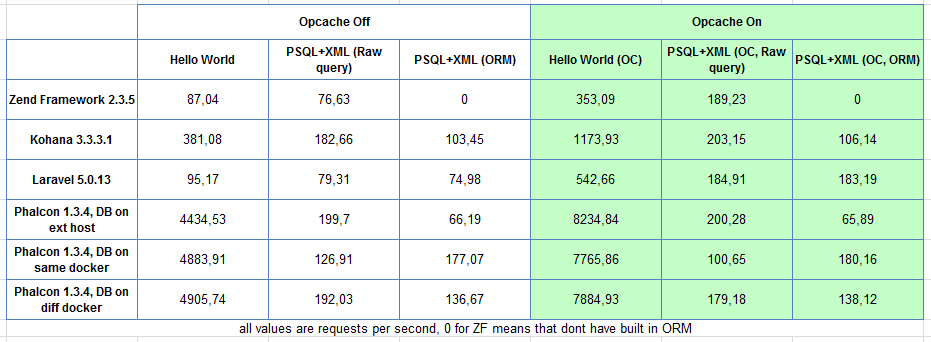 Opcache Off Opcache On
Hello World PSQL+XML (Raw query) PSQL+XML (ORM) Hello World (OC) PSQL+XML (OC, Raw query) PSQL+XML (OC, ORM)
Zend Framework 2.3.5 87,04 76,63 0 353,09 189,23 0
Kohana 3.3.3.1 381,08 182,66 103,45 1173,93 203,15 106,14
Laravel 5.0.13 95,17 79,31 74,98 542,66 184,91 183,19
Phalcon 1.3.4, DB on ext host 4434,53 199,7 66,19 8234,84 200,28 65,89
Phalcon 1.3.4, DB on same docker 4883,91 126,91 177,07 7765,86 100,65 180,16
Phalcon 1.3.4, DB on diff docker 4905,74 192,03 136,67 7884,93 179,18 138,12
all values are requests per second, 0 for ZF means that dont have built in ORM